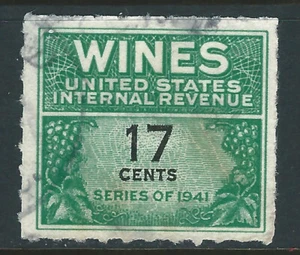 WINES
UNITED STATES
INTERNAL REVENUE
17
CENTS
SERIES OF 1941